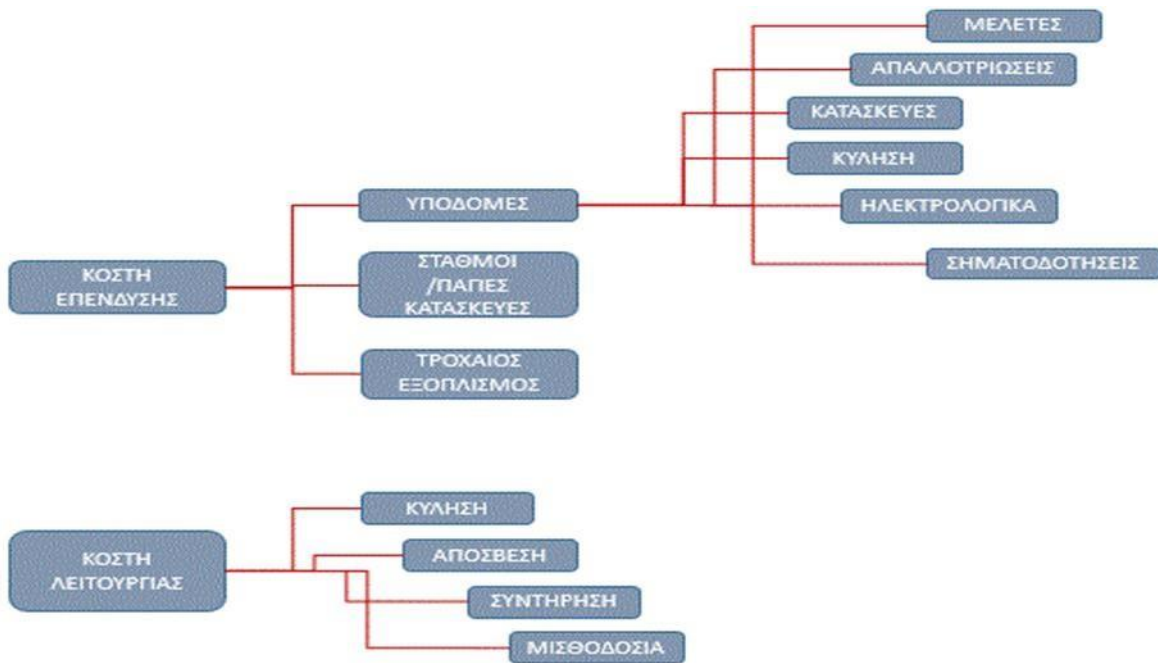 ΜΕΛΕΤΕΣ
ΑΠΑΛΛΟΤΡΙΩΣΕΙΣ
ΚΑΤΑΣΚΕΥΕΣ
ΚΥΛΗΣΗ
ΥΠΟΔΟΜΕΣ
ΗΛΕΚΤΡΟΛΟΓΙΚΑ
ΣΤΑΘΜΟΙ
/ΠΑΓΙΕΣ
ΚΑΤΑΣΚΕΥΕΣ
ΣΗΜΑΤΟΔΟΤΗΣΕΙΣ
ΚΟΣΤΗ
ΕΠΕΝΔΥΣΗΣ
ΤΡΟΧΑΙΟΣ
ΕΞΟΠΛΙΣΜΟΣ
ΚΥΛΗΣΗ
ΑΠΟΣΒΕΣΗ
ΚΟΣΤΗ
ΛΕΙΤΟΥΡΓΙΑΣ
ΣΥΝΤΗΡΗΣΗ
ΜΙΣΘΟΔΟΣΙΑ